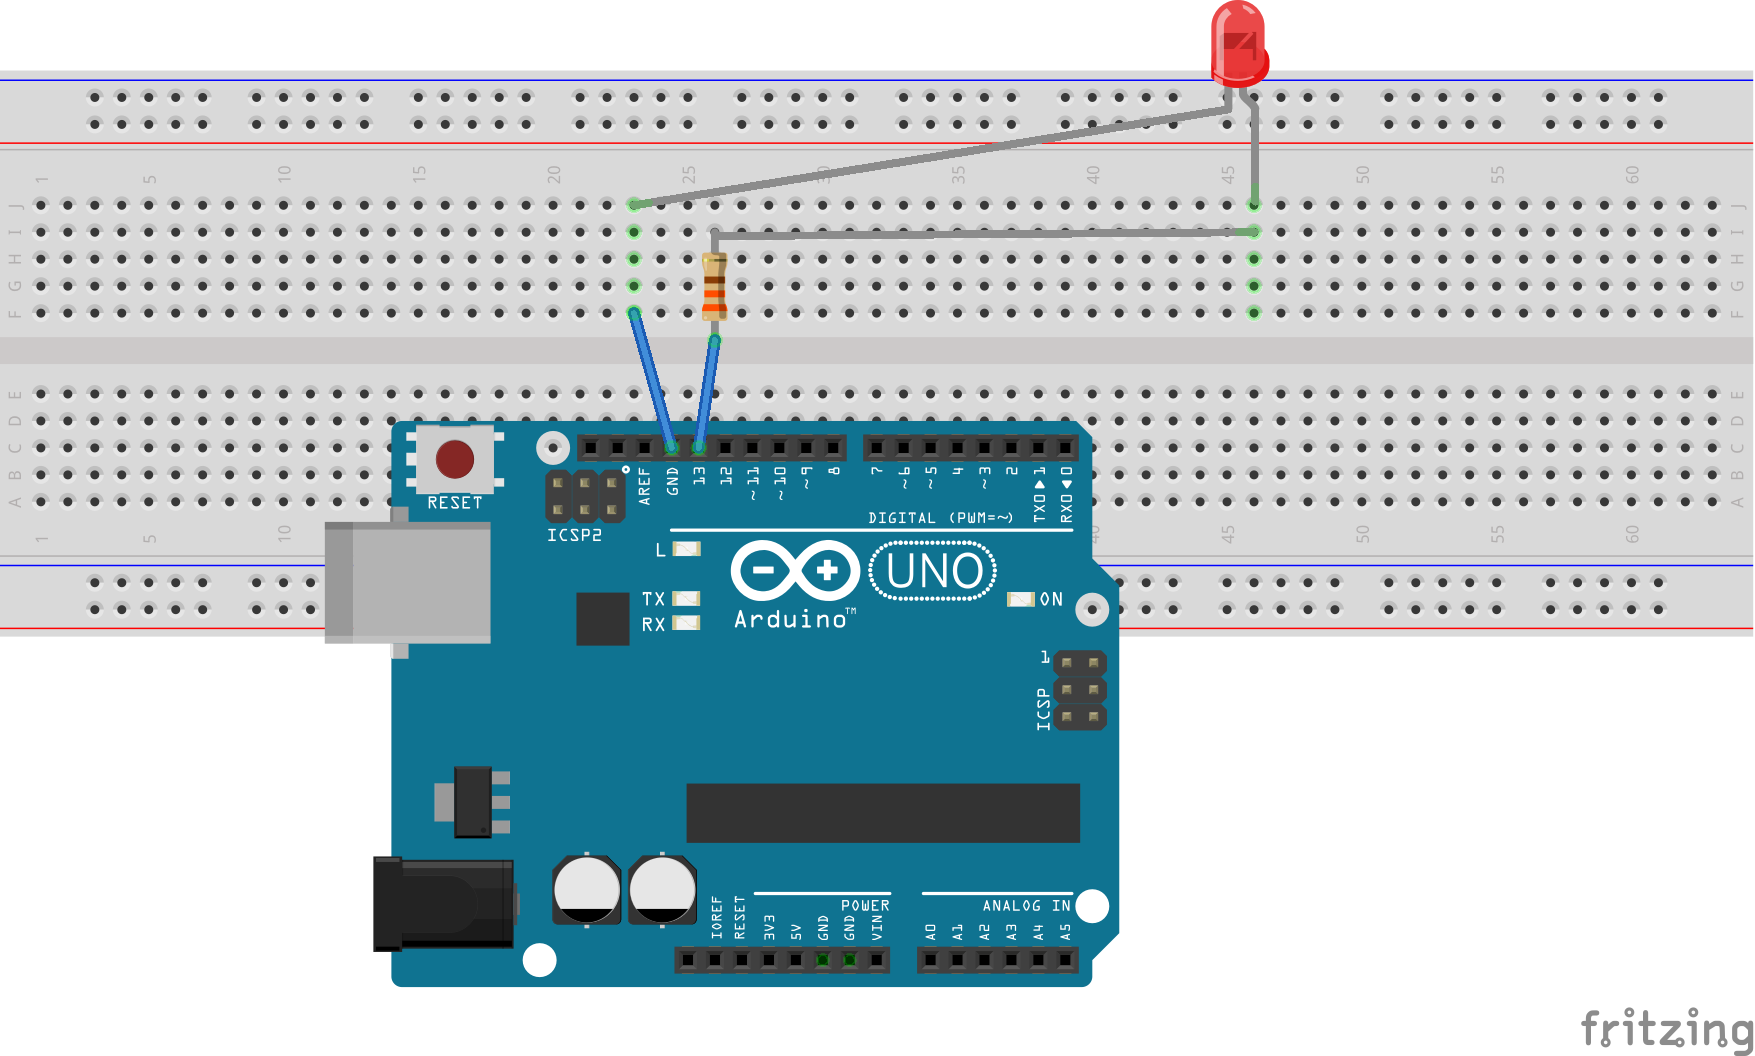 1 5 10 15 20 25 30 35 40 45 50 55 60
J J
I I
H H
G G
F F
E E
D D
C C
B B
A A
1 5 10 40 45 50 55 60
RESET
ICSP2
AREF GND 13 12 ~11 ~10 ~9 8 7 ~6 ~5 4 ~3 2 TX0▶1 RX0◀0
DIGITAL (PWM=~)
L
TX
RX
UNO
Arduino™
ON
1
ICSP
POWER
ANALOG IN
IOREF RESET 3V3 5V GND GND VIN A0 A1 A2 A3 A4 A5
fritzing